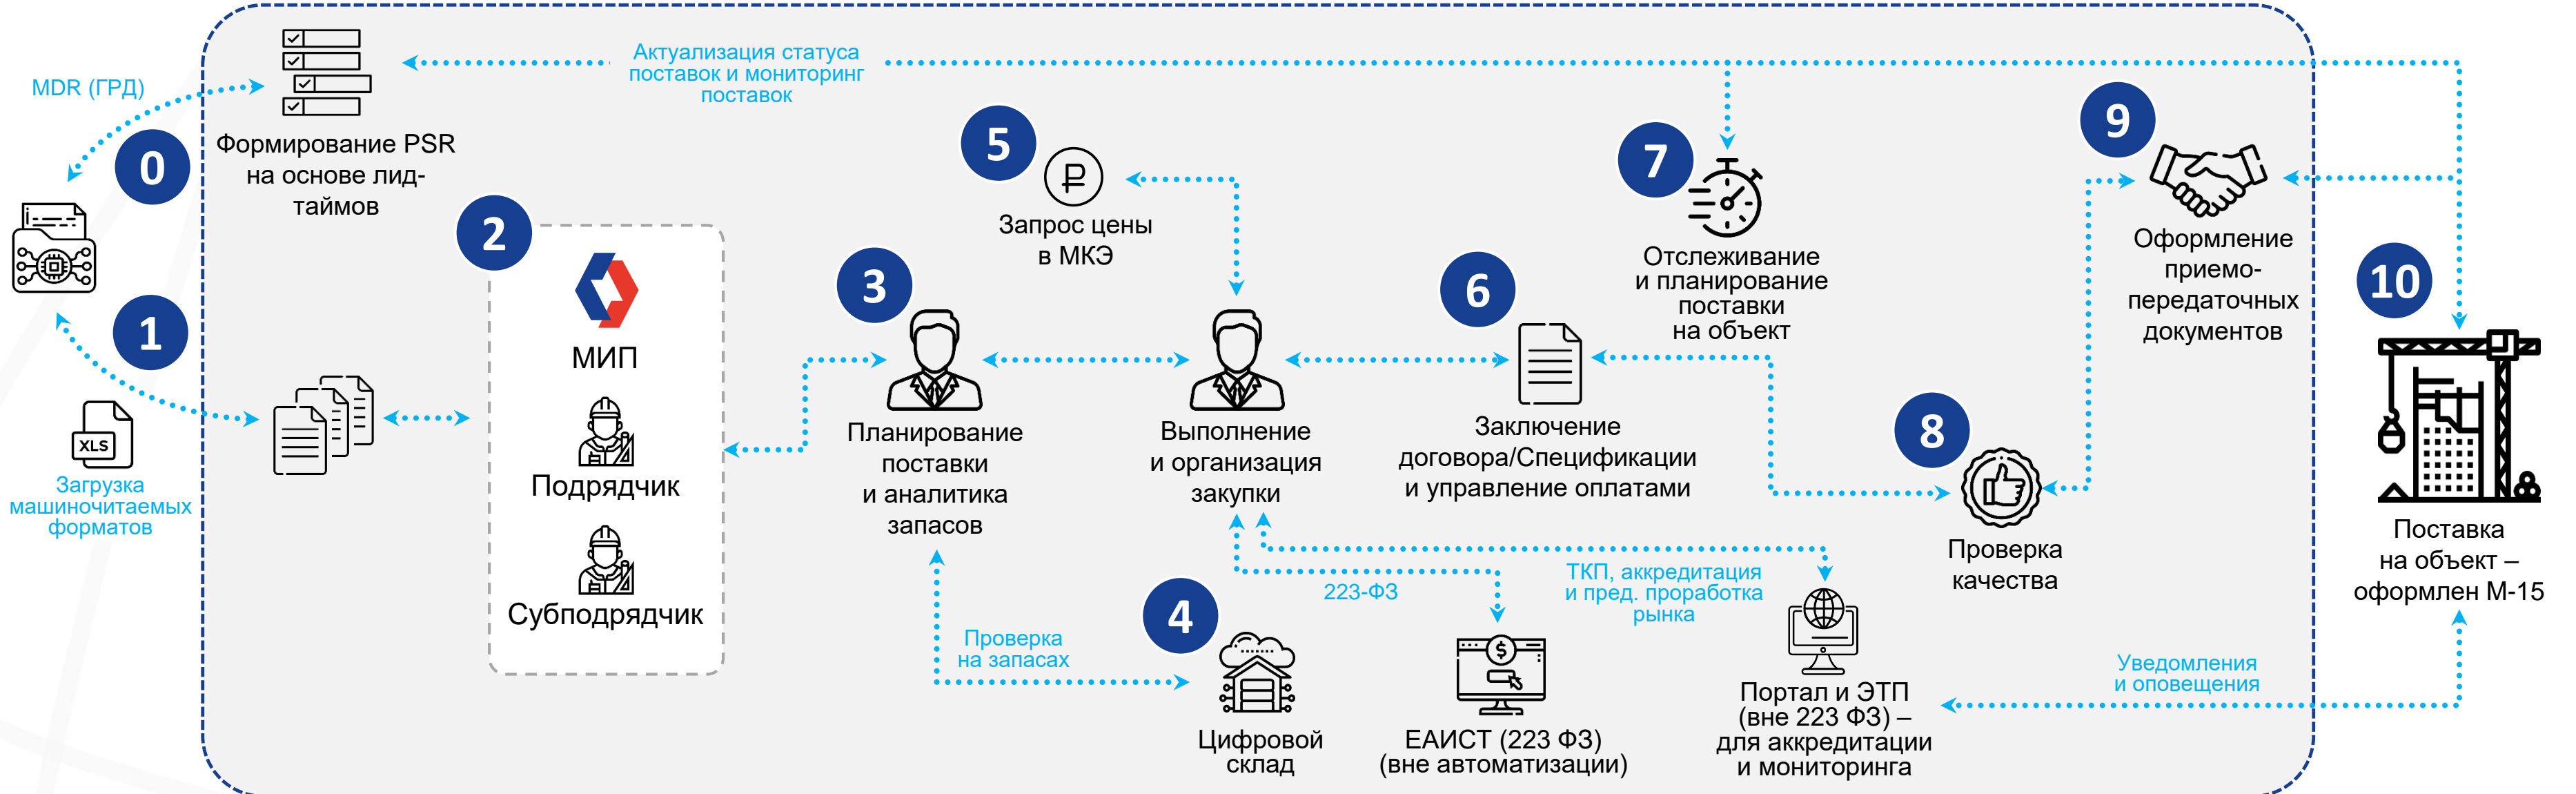 MDR (ГРД)
0
Формирование PSR
на основе лид-
таймов
Актуализация статуса
поставок и мониторинг
поставок
1
XLS
Загрузка
машиночитаемых
форматов
2
МИП
Подрядчик
Субподрядчик
3
Планирование
поставки
и аналитика
запасов
Проверка
на запасах
4
Цифровой
склад
5
Запрос цены
в МКЭ
Выполнение
и организация
закупки
223-ФЗ
ЕАИСТ (223 ФЗ)
(вне автоматизации)
ТКП, аккредитация
и пред. проработка
рынка
Портал и ЭТП
(вне 223 ФЗ) –
для аккредитации
и мониторинга
6
Заключение
договора/Спецификации
и управление оплатами
7
Отслеживание
и планирование
поставки
на объект
8
Проверка
качества
9
Оформление
приемо-
передаточных
документов
10
Поставка
на объект –
оформлен М-15
Уведомления
и оповещения